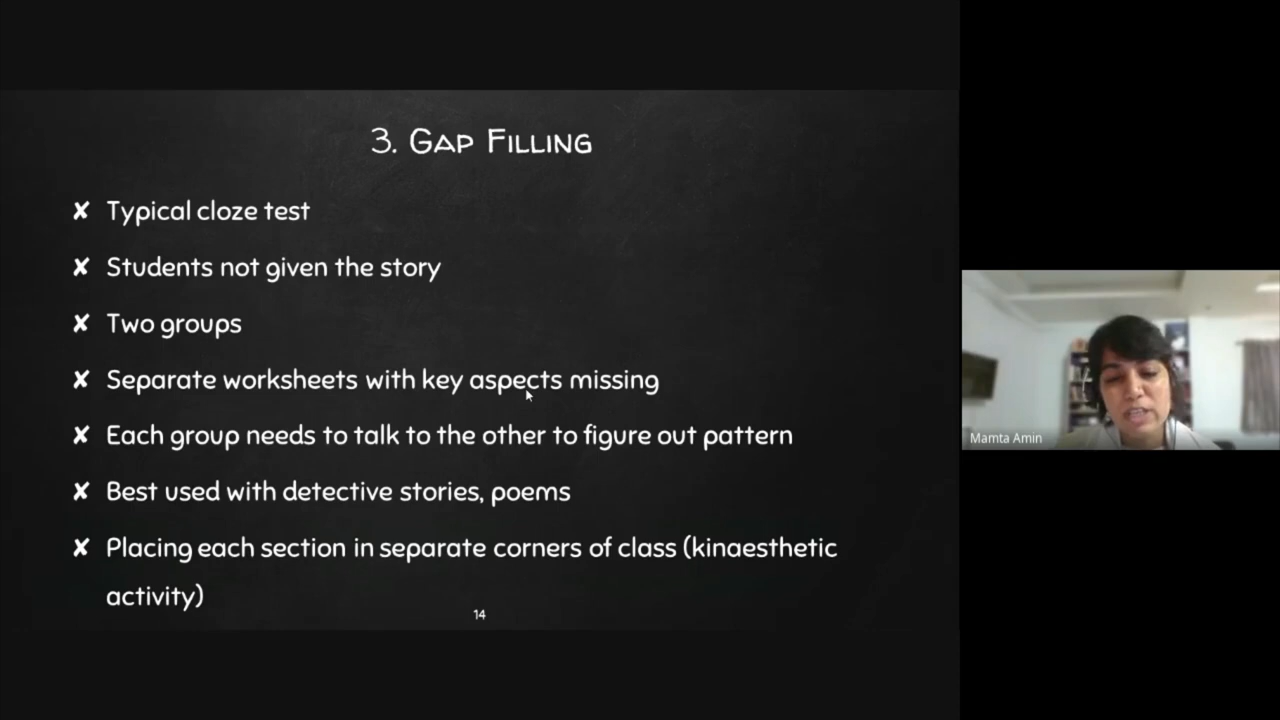 3. Gap Filling
✘ Typical cloze test
✘ Students not given the story
✘ Two groups
✘ Separate worksheets with key aspects missing
✘ Each group needs to talk to the other to figure out pattern
✘ Best used with detective stories, poems
✘ Placing each section in separate corners of class (kinaesthetic
activity)
14
Mamta Amin